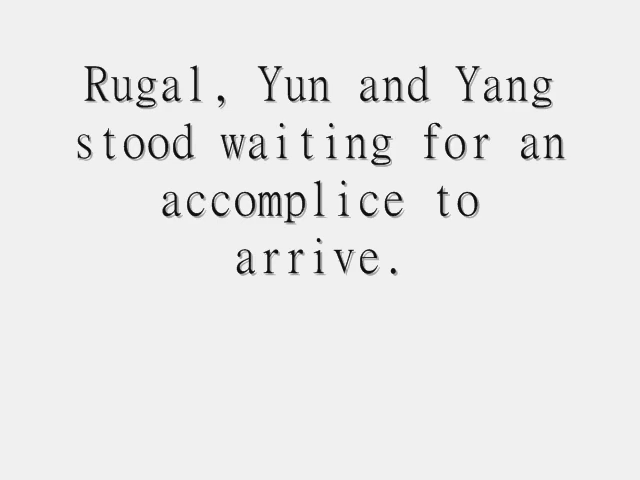 Rugal, Yun and Yang
stood waiting for an
accomplice to
arrive.